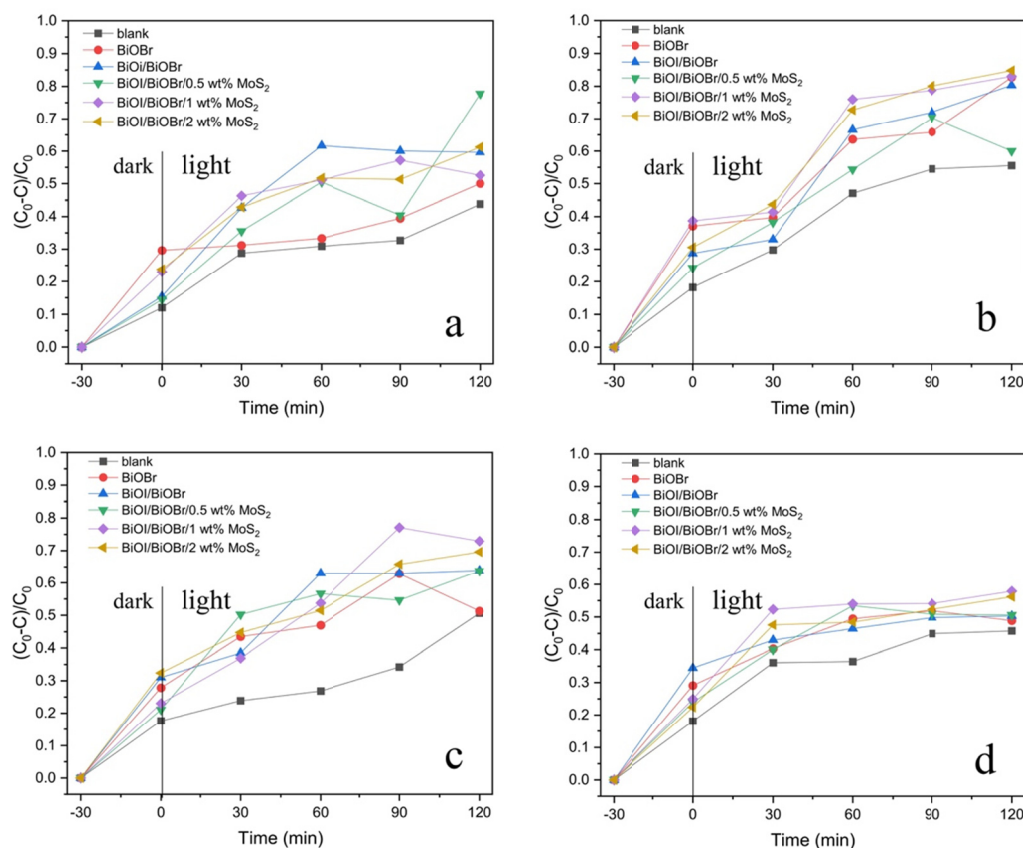 1.0
0.9
0.8
0.7
0.6
0.5
0.4
0.3
0.2
0.1
0.0
(C₀-C)/C₀
blank
BiOBr
BiOi/BiOBr
BiOI/BiOBr/0.5 wt% MoS₂
BiOI/BiOBr/1 wt% MoS₂
BiOI/BiOBr/2 wt% MoS₂
dark light
a
-30 0 30 60 90 120
Time (min)
1.0
0.9
0.8
0.7
0.6
0.5
0.4
0.3
0.2
0.1
0.0
(C₀-C)/C₀
blank
BiOBr
BiOI/BiOBr
BiOI/BiOBr/0.5 wt% MoS₂
BiOI/BiOBr/1 wt% MoS₂
BiOI/BiOBr/2 wt% MoS₂
dark light
b
-30 0 30 60 90 120
Time (min)
1.0
0.9
0.8
0.7
0.6
0.5
0.4
0.3
0.2
0.1
0.0
(C₀-C)/C₀
blank
BiOBr
BiOI/BiOBr
BiOI/BiOBr/0.5 wt% MoS₂
BiOI/BiOBr/1 wt% MoS₂
BiOI/BiOBr/2 wt% MoS₂
dark light
c
-30 0 30 60 90 120
Time (min)
1.0
0.9
0.8
0.7
0.6
0.5
0.4
0.3
0.2
0.1
0.0
(C₀-C)/C₀
blank
BiOBr
BiOI/BiOBr
BiOI/BiOBr/0.5 wt% MoS₂
BiOI/BiOBr/1 wt% MoS₂
BiOI/BiOBr/2 wt% MoS₂
dark light
d
-30 0 30 60 90 120
Time (min)